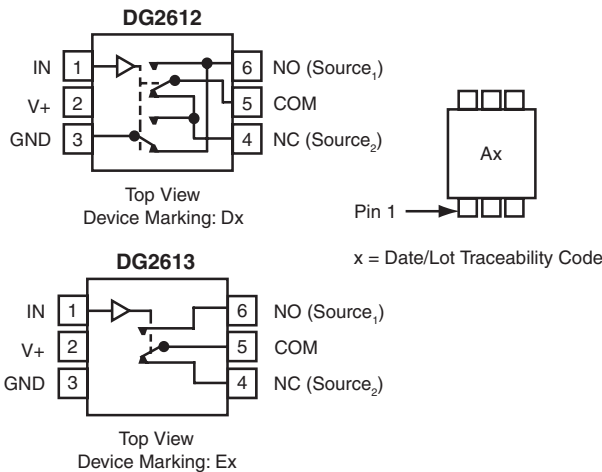 DG2612
IN 1 6 NO (Source₁)
V+ 2 5 COM
GND 3 4 NC (Source₂)
Top View
Device Marking: Dx
Ax
Pin 1
x = Date/Lot Traceability Code
DG2613
IN 1 6 NO (Source₁)
V+ 2 5 COM
GND 3 4 NC (Source₂)
Top View
Device Marking: Ex